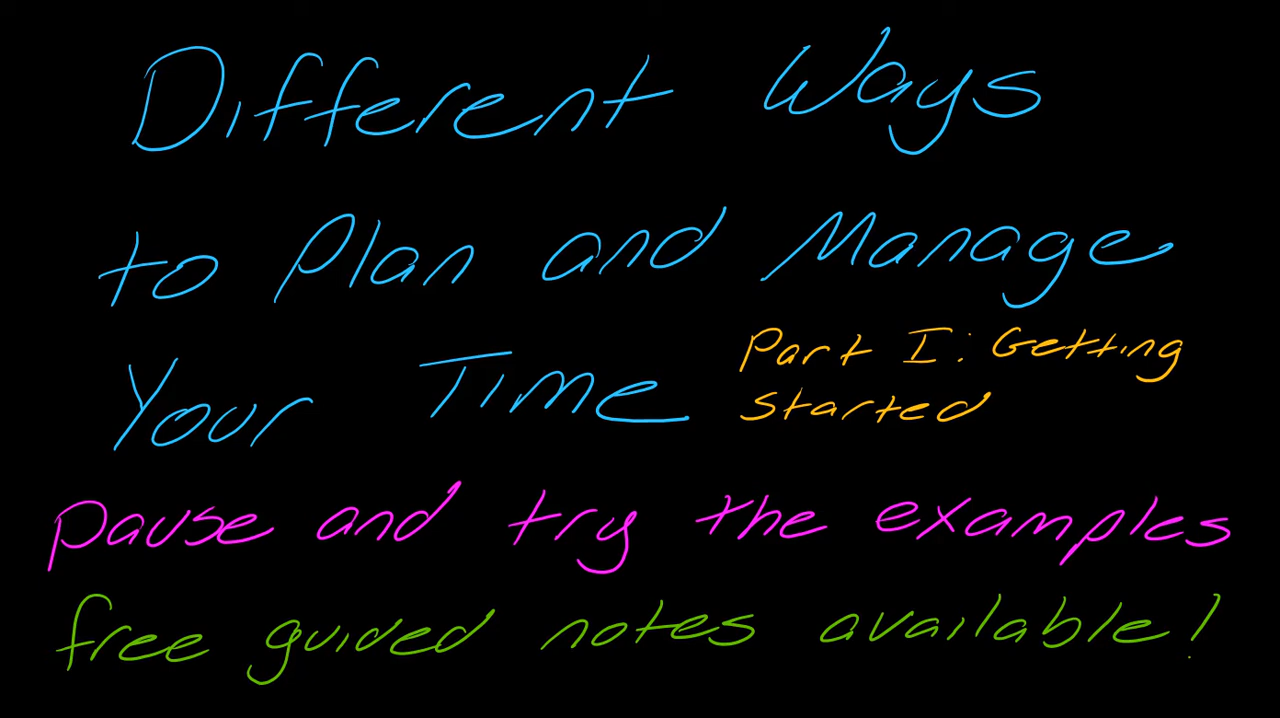 Different Ways
to Plan and Manage
Your Time
Part I: Getting
Started
pause and try the examples
free guided notes available!